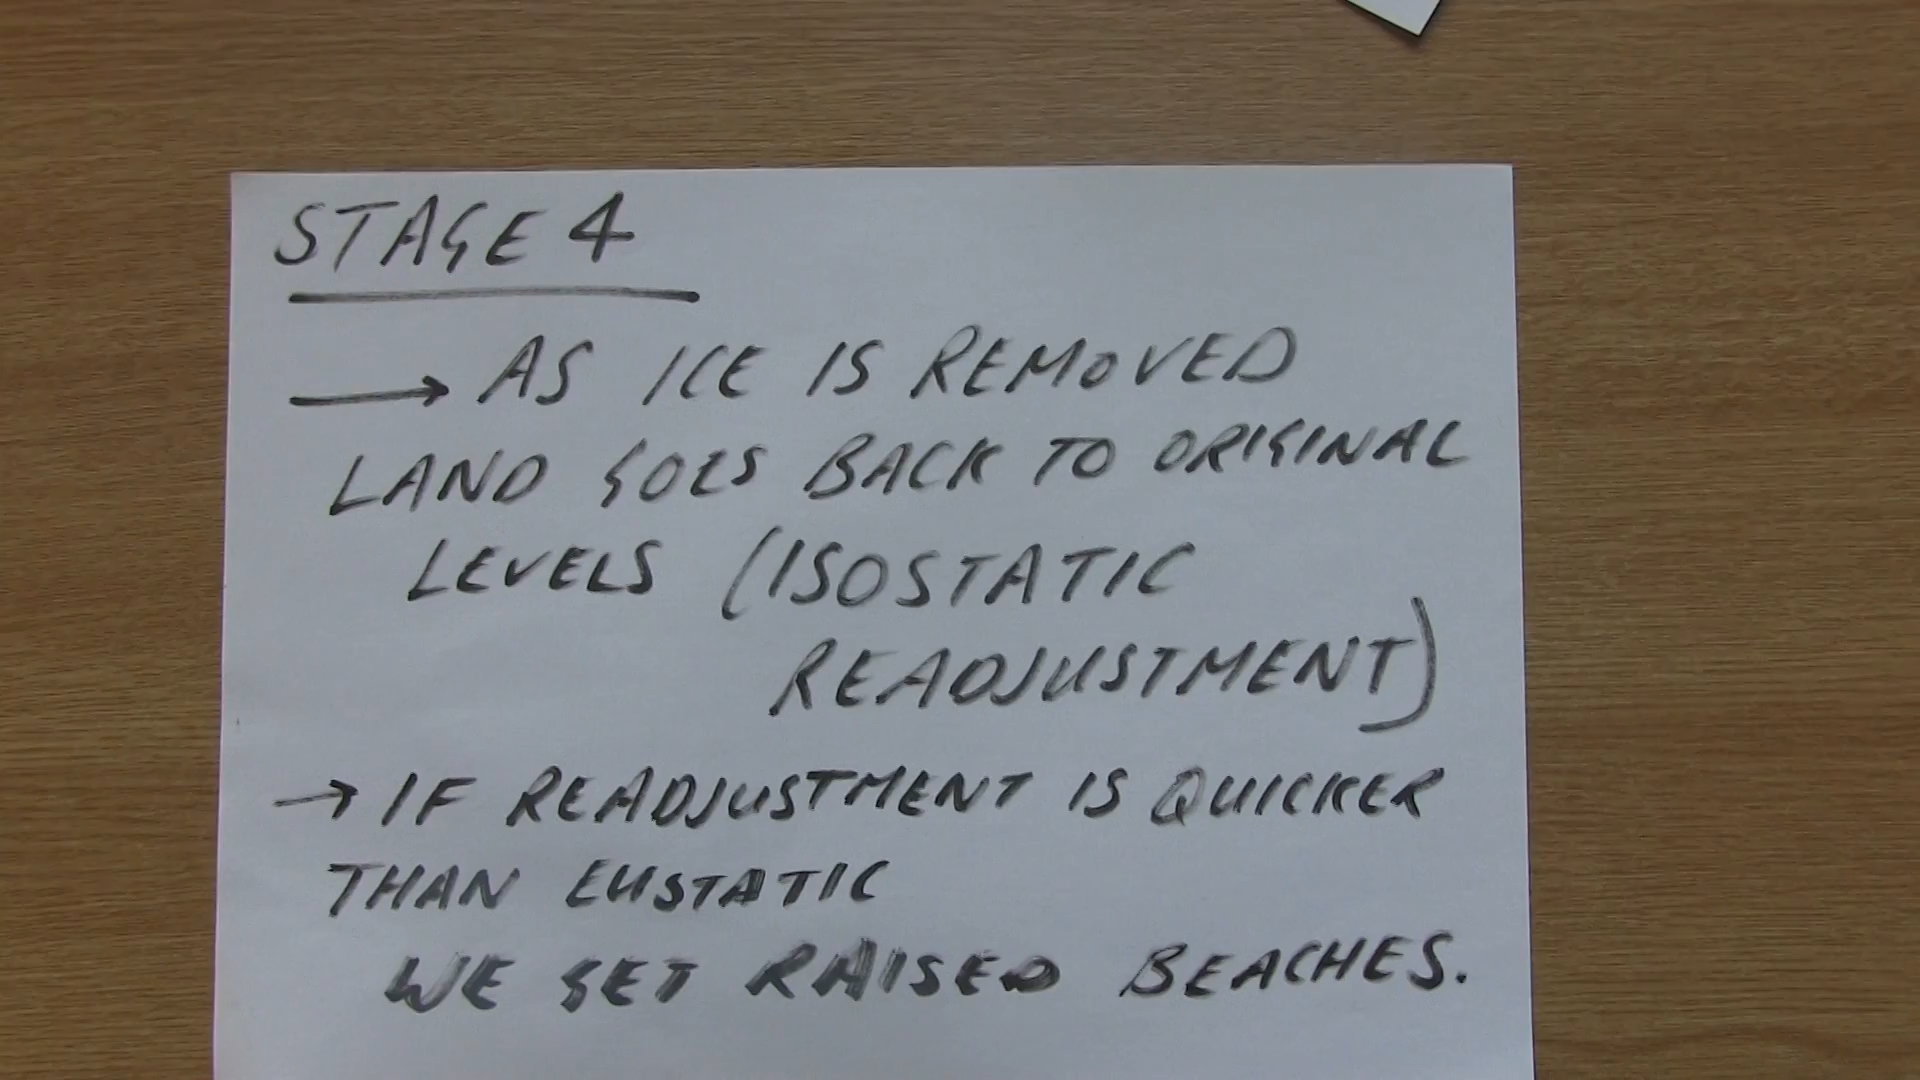 STAGE 4
→ AS ICE IS REMOVED
LAND GOES BACK TO ORIGINAL
LEVELS (ISOSTATIC
READJUSTMENT)
→ IF READJUSTMENT IS QUICKER
THAN EUSTATIC
WE GET RAISED BEACHES.